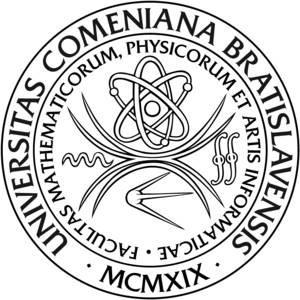 UNIVERSITAS COMENIANA BRATISLAVENSIS
· MCMXIX ·
· FACULTAS MATHEMATICORUM, PHYSICORUM ET ARTIS INFORMATICAE